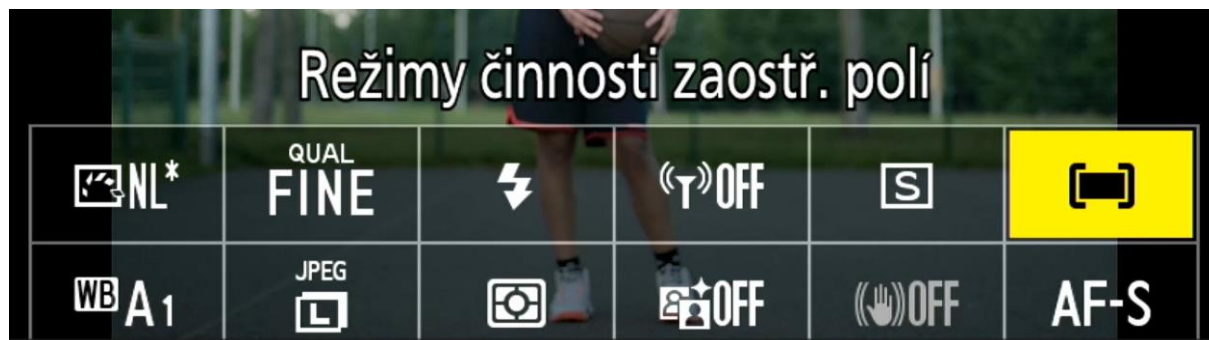 Režimy činnosti zaostř. polí
NL* QUAL FINE OFF S
WB A1 JPEG L OFF OFF AF-S